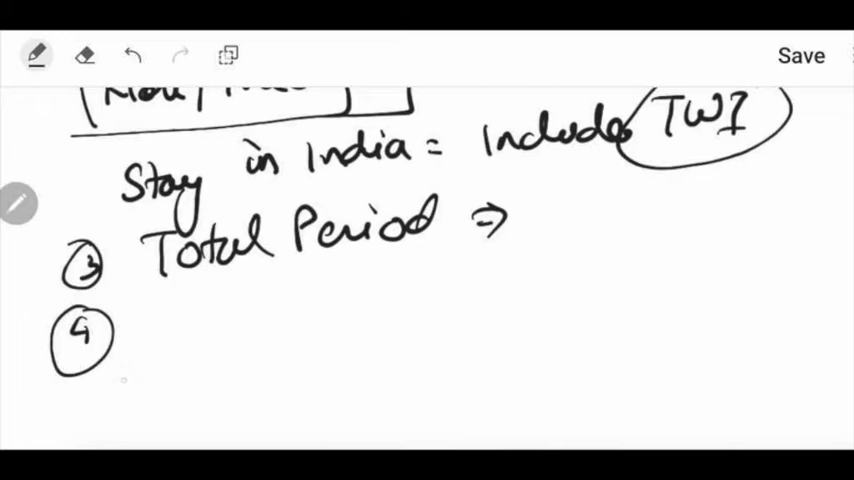 Save
Stay in India = Include TWI
③ Total Period ⇒
④